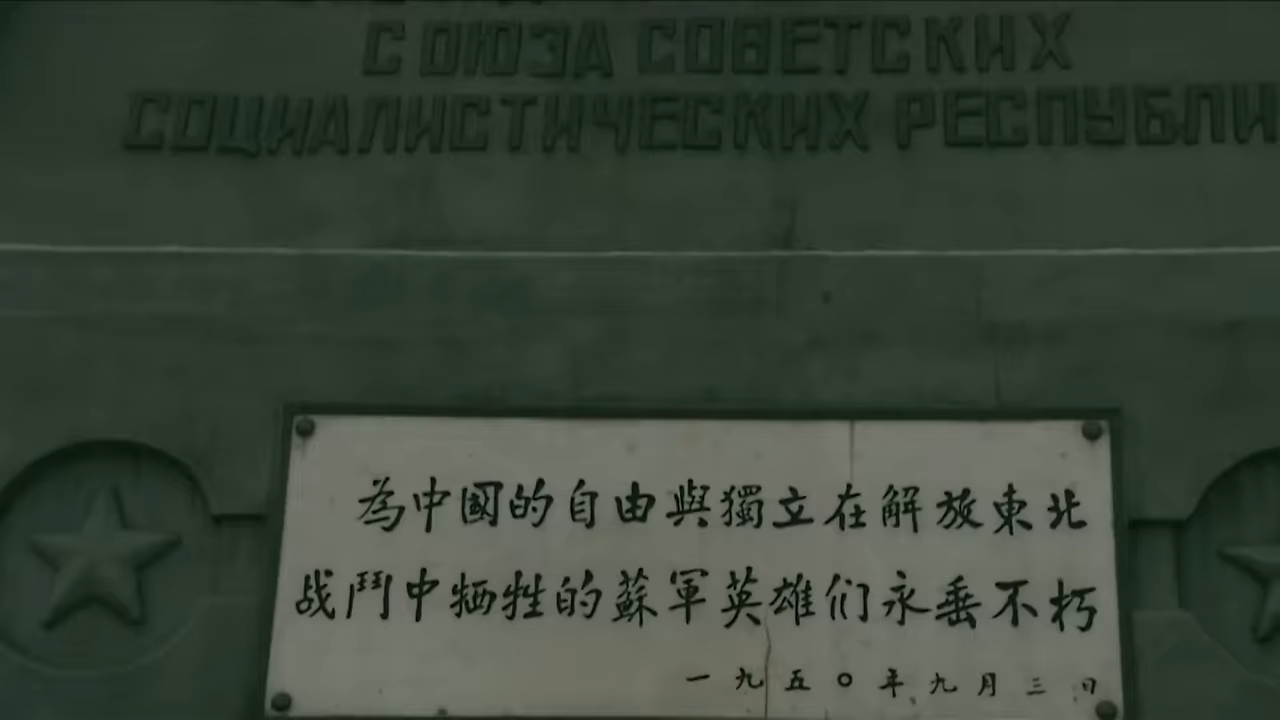 СОЮЗА СОВЕТСКИХ
СОЦИАЛИСТИЧЕСКИХ РЕСПУБЛИ
為中國的自由與獨立在解放東北
战鬥中牺牲的蘇軍英雄们永垂不朽
一九五〇年九月三日